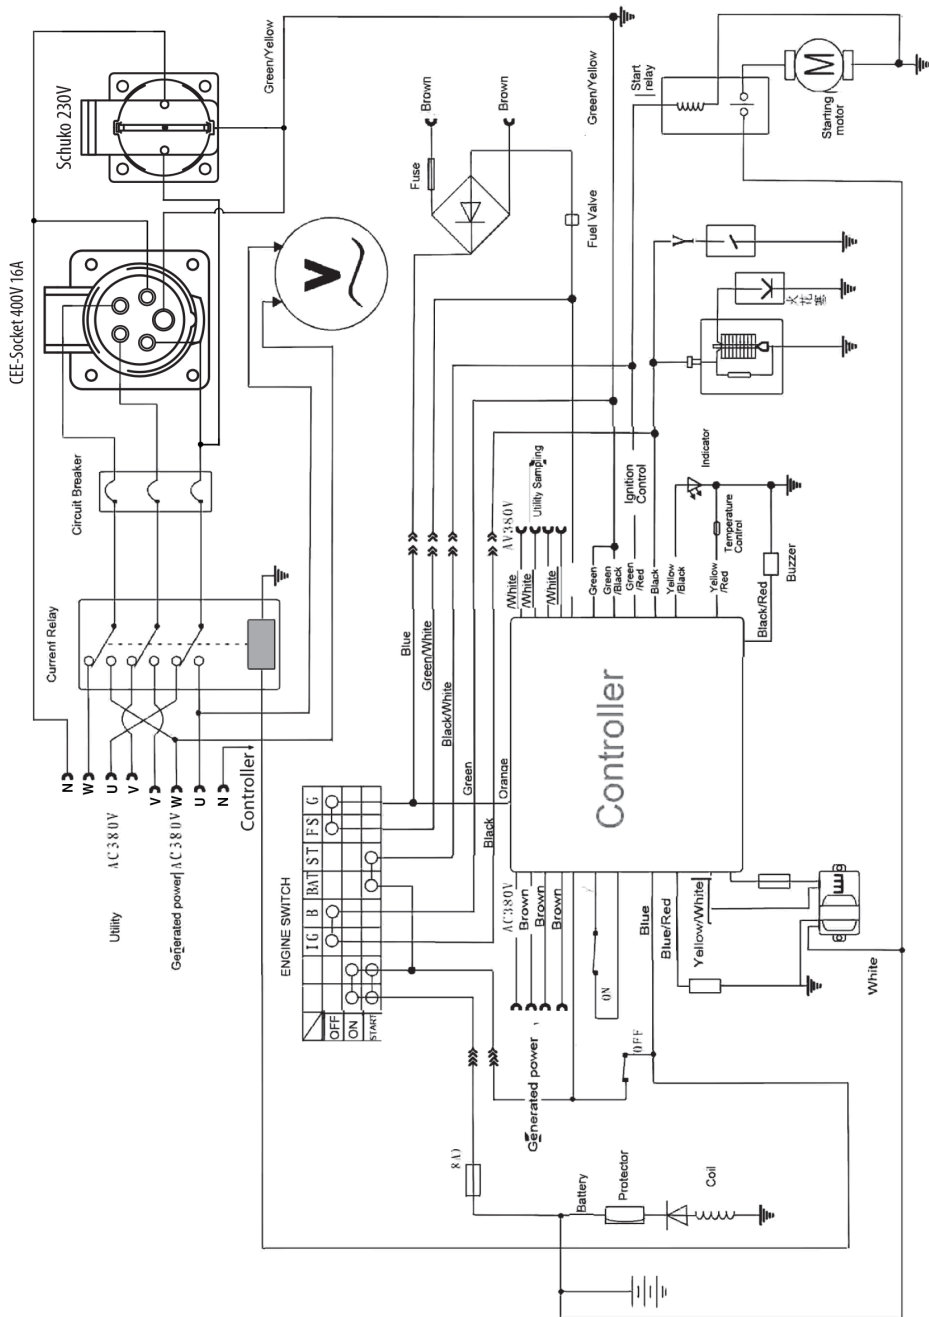 Schuko 230V
CEE-Socket 400V 16A
Green/Yellow
Brown
Brown
Fuse
Green/Yellow
Fuel Valve
Start
relay
M
Starting
motor
V
Y
火花塞
Circuit Breaker
Current Relay
Indicator
Temperature
Control
Buzzer
Ignition
Control
Utility Sampling
AV380V
/White
/White
/White
Green
Green
/Black
Green
/Red
Black
Yellow
/Black
Yellow
/Red
Black/Red
Blue
Green/White
Black/White
Green
Orange
Black
N
W
U
V
V
W
U
N
Controller
Utility
AC380V
Generated power
AC380V
ENGINE SWITCH
IG
B
BAT
ST
FS
G
OFF
ON
START
Controller
AC380V
Brown
Brown
Brown
Generated power
ON
OFF
Blue
Blue/Red
Yellow/White
White
8A
Battery
Protector
Coil